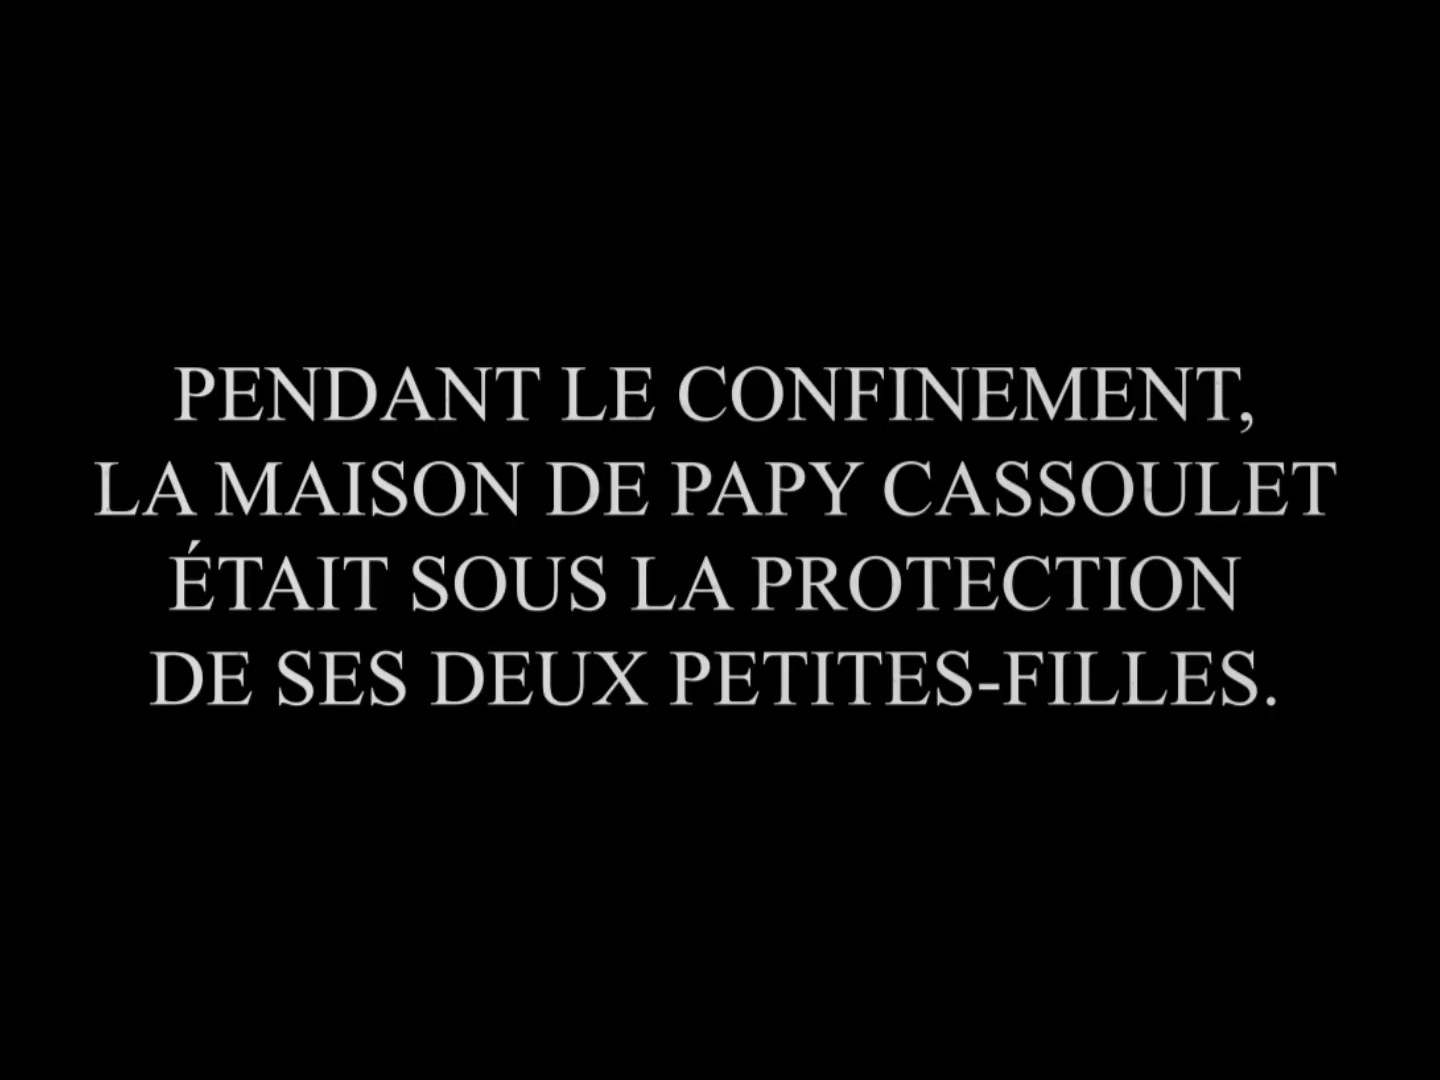 PENDANT LE CONFINEMENT,
LA MAISON DE PAPY CASSOULET
ÉTAIT SOUS LA PROTECTION
DE SES DEUX PETITES-FILLES.